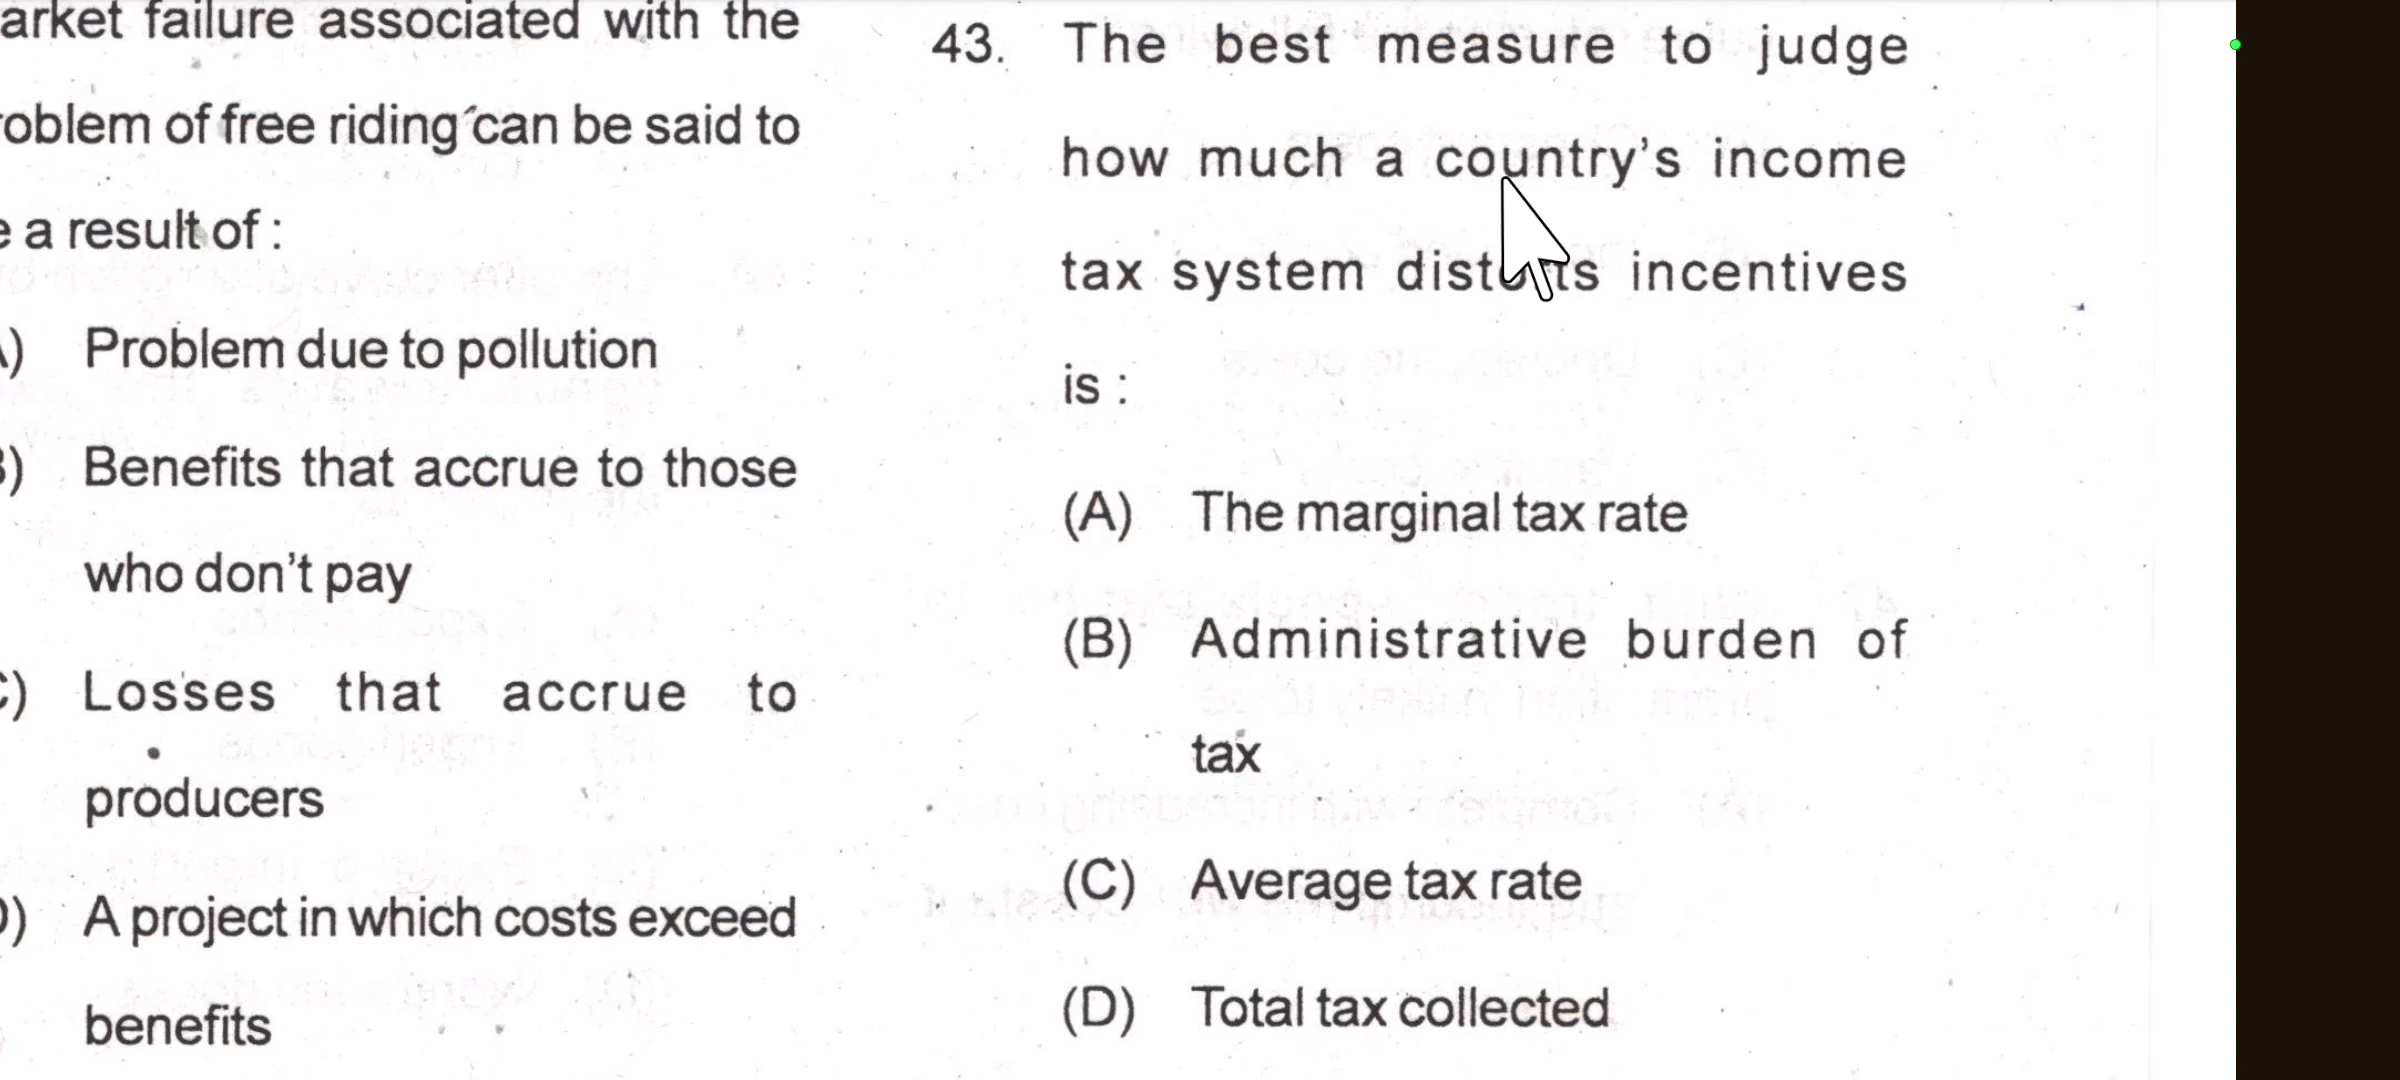 arket failure associated with the
oblem of free riding can be said to
e a result of :
) Problem due to pollution
) Benefits that accrue to those
who don't pay
) Losses that accrue to
producers
) A project in which costs exceed
benefits
43. The best measure to judge
how much a country's income
tax system distorts incentives
is :
(A) The marginal tax rate
(B) Administrative burden of
tax
(C) Average tax rate
(D) Total tax collected